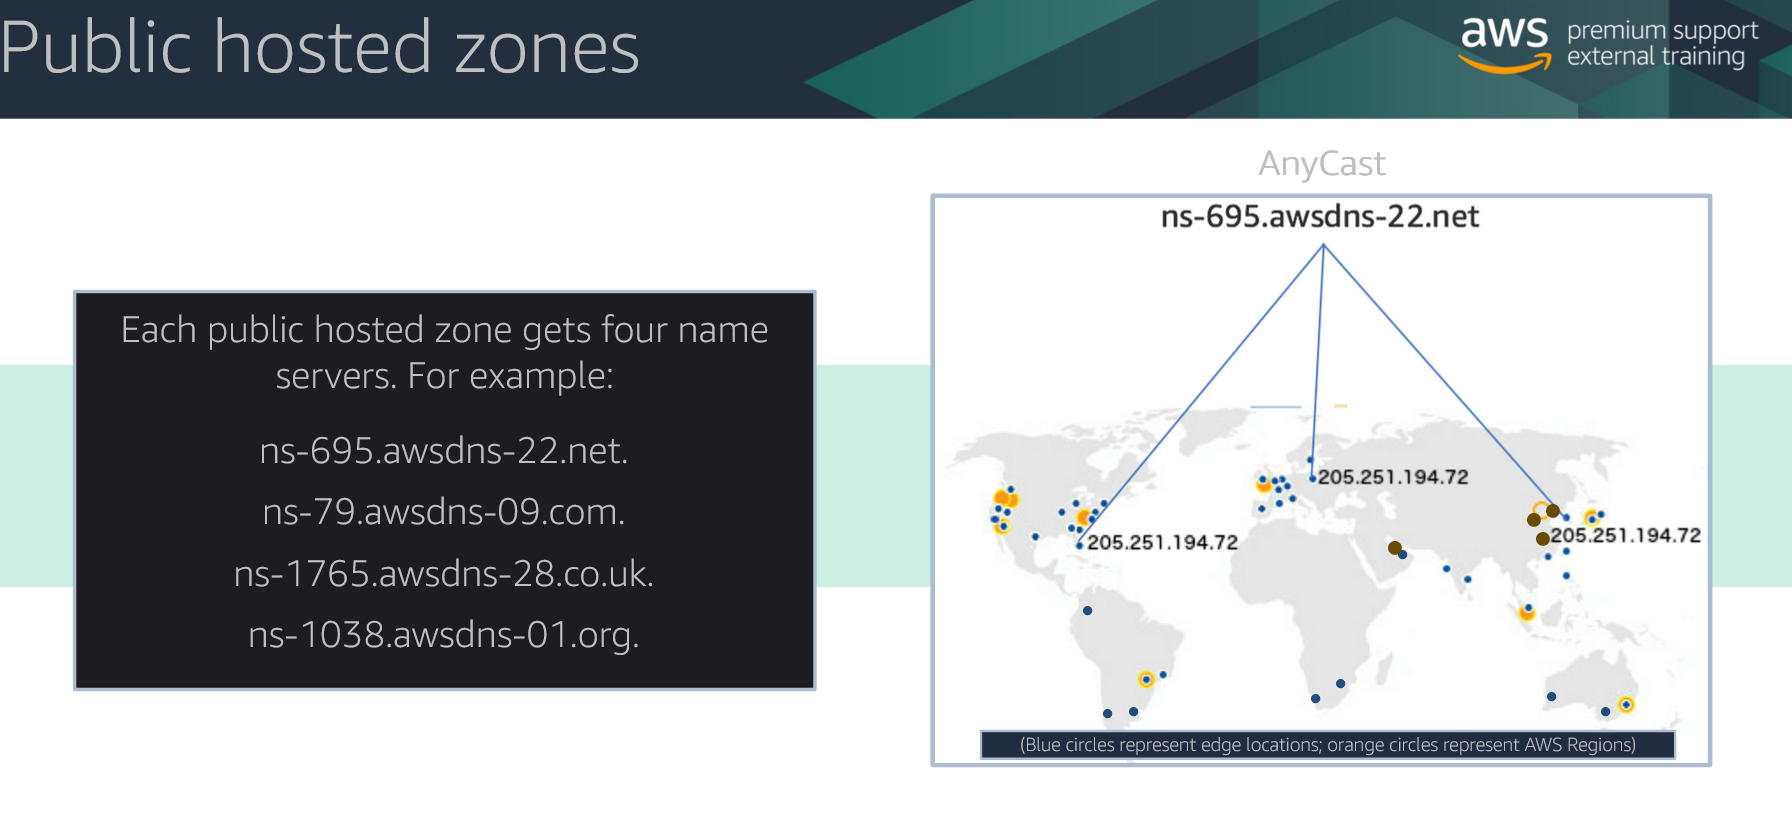 Public hosted zones
aws
premium support
external training
AnyCast
Each public hosted zone gets four name
servers. For example:
ns-695.awsdns-22.net.
ns-79.awsdns-09.com.
ns-1765.awsdns-28.co.uk.
ns-1038.awsdns-01.org.
ns-695.awsdns-22.net
205.251.194.72
205.251.194.72
205.251.194.72
(Blue circles represent edge locations; orange circles represent AWS Regions)